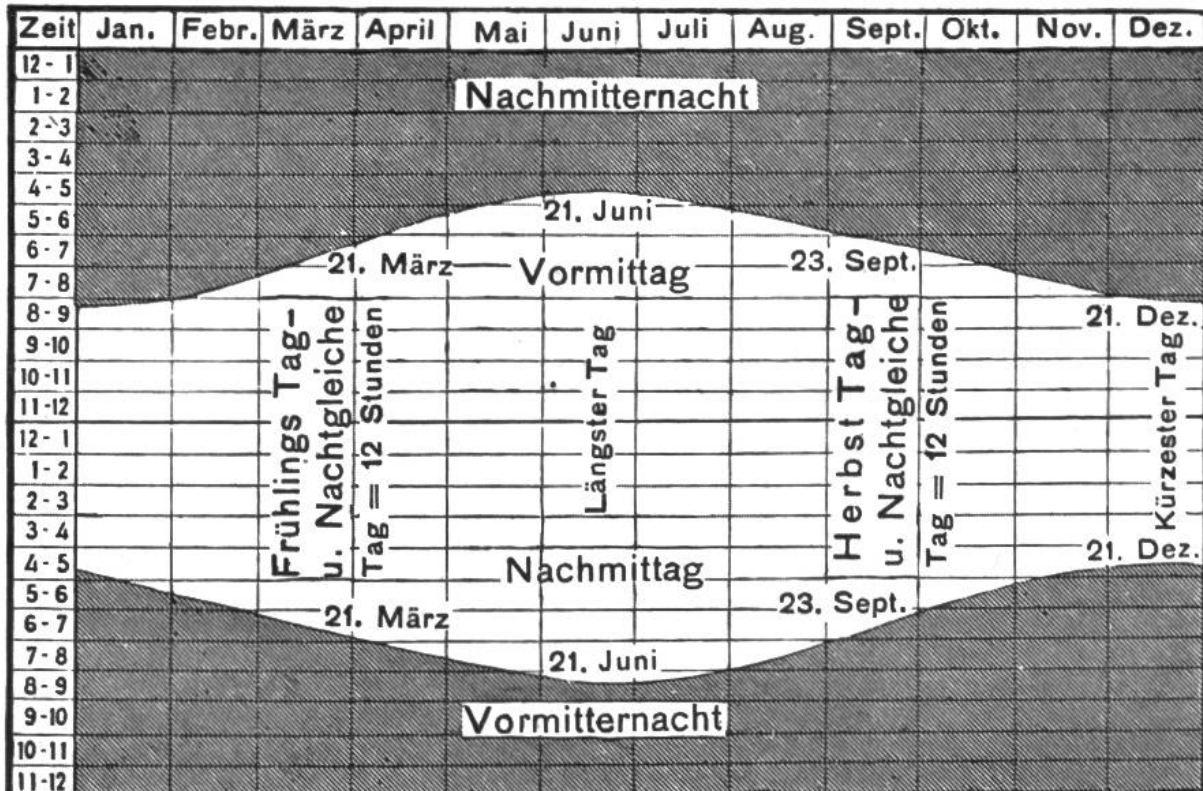 Zeit Jan. Febr. März April Mai Juni Juli Aug. Sept. Okt. Nov. Dez.
12 - 1
1 - 2
2 - 3
3 - 4
4 - 5
5 - 6
6 - 7
7 - 8
8 - 9
9 - 10
10 - 11
11 - 12
12 - 1
1 - 2
2 - 3
3 - 4
4 - 5
5 - 6
6 - 7
7 - 8
8 - 9
9 - 10
10 - 11
11 - 12
Nachmitternacht
21. Juni
21. März
Vormittag
23. Sept.
21. Dez.
Frühlings Tag-
u. Nachtgleiche
Tag = 12 Stunden
Längster Tag
Herbst Tag-
u. Nachtgleiche
Tag = 12 Stunden
Kürzester Tag
21. Dez.
Nachmittag
21. März
23. Sept.
21. Juni
Vormitternacht